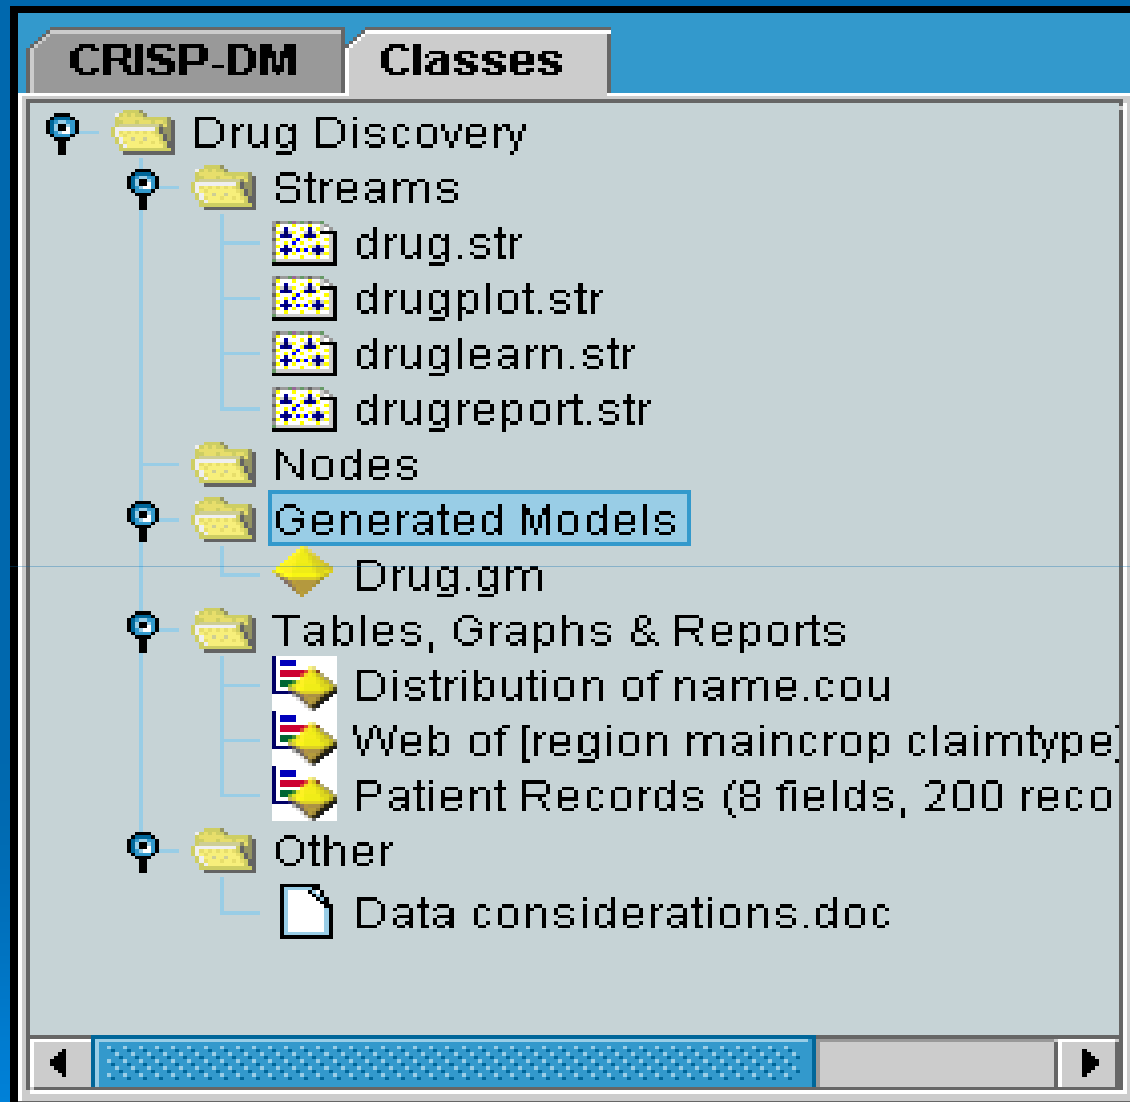 CRISP-DM Classes
Drug Discovery
Streams
drug.str
drugplot.str
druglearn.str
drugreport.str
Nodes
Generated Models
Drug.gm
Tables, Graphs & Reports
Distribution of name.cou
Web of [region maincrop claimtype]
Patient Records (8 fields, 200 reco
Other
Data considerations.doc